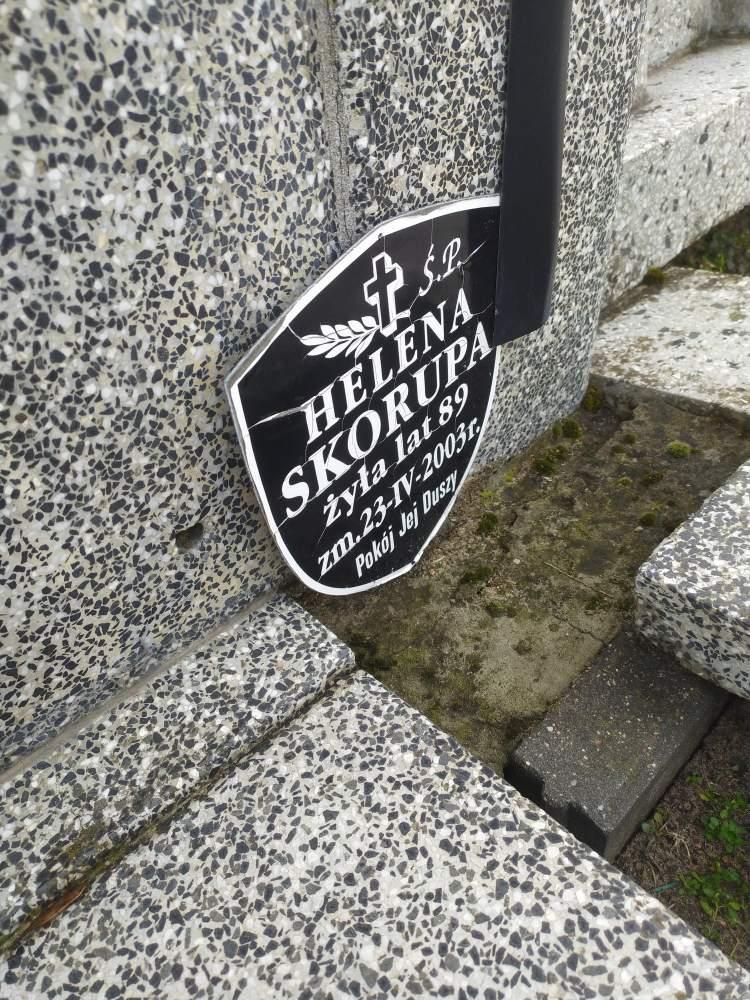 Ś.P.
HELENA
SKORUPA
żyła lat 89
zm.23-IV-2003r.
Pokój Jej Duszy